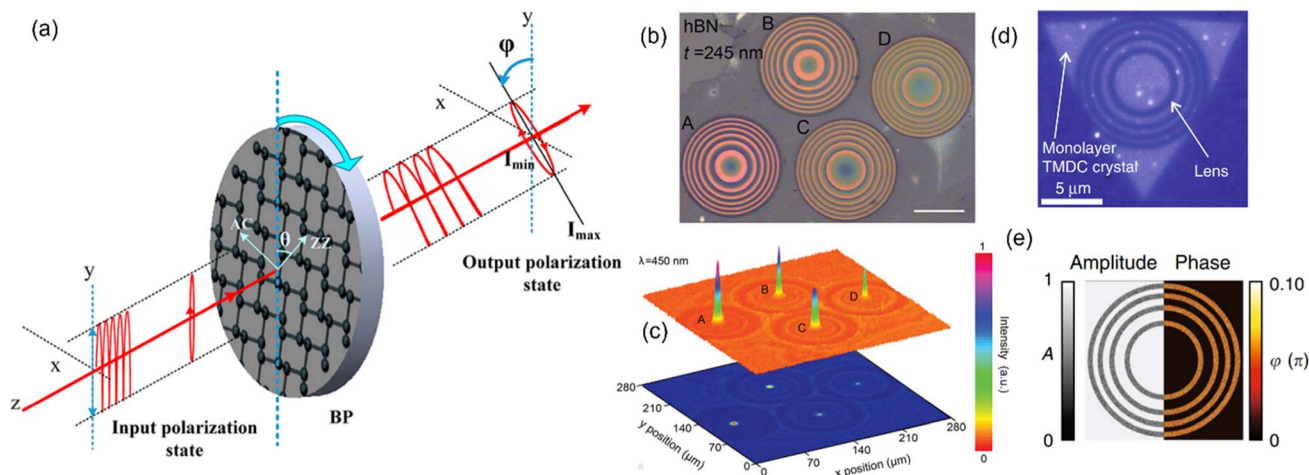 (a)
y
x
z
Input polarization
state
AC
θ
ZZ
BP
y
φ
x
I_min
I_max
Output polarization
state
(b)
hBN
t =245 nm
B
D
A
C
(c)
λ=450 nm
B
D
A
C
1
Intensity (a.u.)
0
280
210
140
70
0
y position (μm)
0
70
140
210
280
x position (μm)
(d)
Monolayer
TMDC crystal
5 μm
Lens
(e)
Amplitude Phase
1
A
0
0.10
φ (π)
0